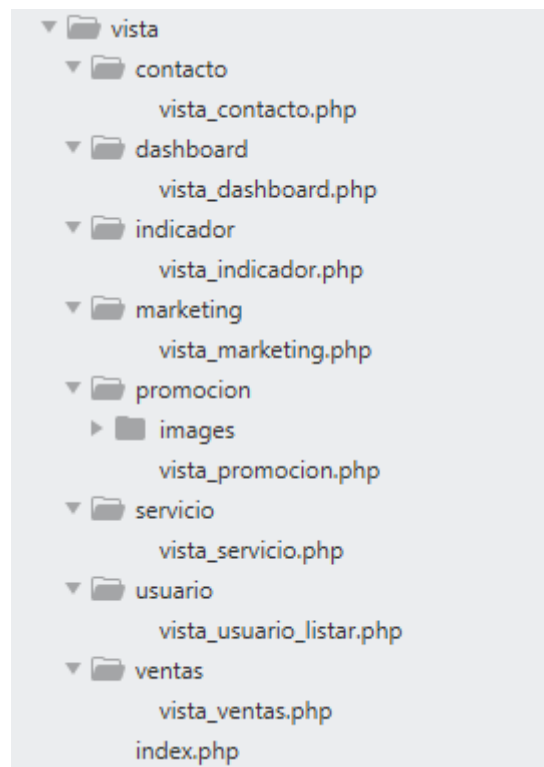 vista
contacto
vista_contacto.php
dashboard
vista_dashboard.php
indicador
vista_indicador.php
marketing
vista_marketing.php
promocion
images
vista_promocion.php
servicio
vista_servicio.php
usuario
vista_usuario_listar.php
ventas
vista_ventas.php
index.php